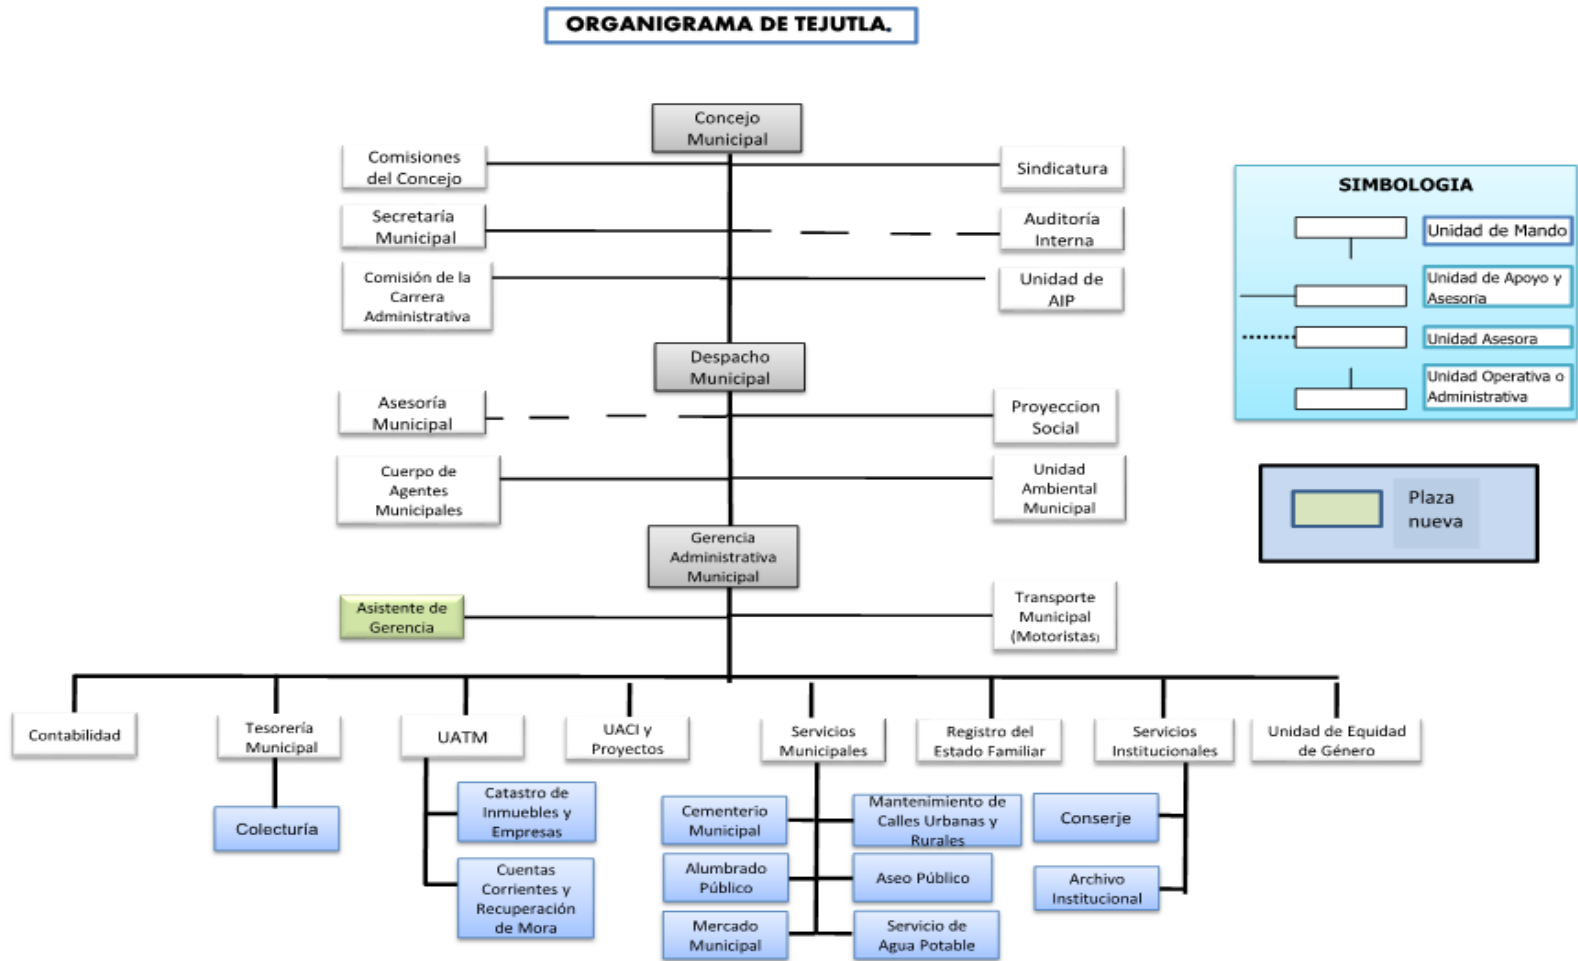 ORGANIGRAMA DE TEJUTLA.
Concejo
Municipal
Comisiones
del Concejo
Sindicatura
Secretaría
Municipal
Auditoría
Interna
Comisión de la
Carrera
Administrativa
Unidad de
AIP
Despacho
Municipal
Asesoría
Municipal
Proyeccion
Social
Cuerpo de
Agentes
Municipales
Unidad
Ambiental
Municipal
Gerencia
Administrativa
Municipal
Asistente de
Gerencia
Transporte
Municipal
(Motoristas)
Contabilidad
Tesorería
Municipal
UATM
UACI y
Proyectos
Servicios
Municipales
Registro del
Estado Familiar
Servicios
Institucionales
Unidad de Equidad
de Género
Colecturía
Catastro de
Inmuebles y
Empresas
Cuentas
Corrientes y
Recuperación
de Mora
Cementerio
Municipal
Mantenimiento de
Calles Urbanas y
Rurales
Alumbrado
Público
Aseo Público
Mercado
Municipal
Servicio de
Agua Potable
Conserje
Archivo
Institucional
SIMBOLOGIA
Unidad de Mando
Unidad de Apoyo y
Asesoría
Unidad Asesora
Unidad Operativa o
Administrativa
Plaza
nueva